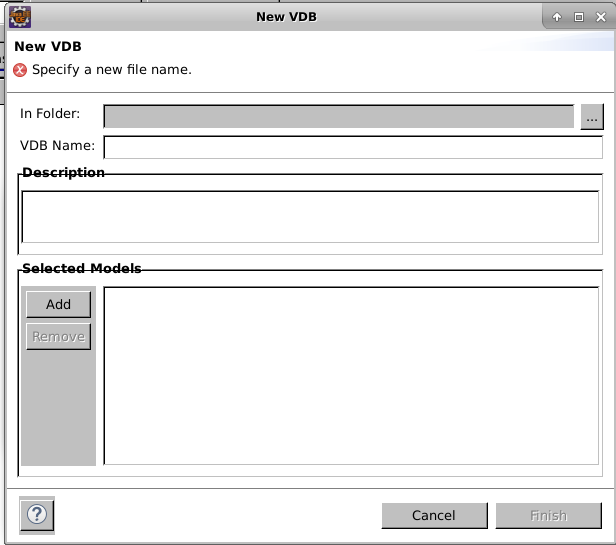 New VDB
New VDB
Specify a new file name.
In Folder:
...
VDB Name:
Description
Selected Models
Add
Remove
?
Cancel
Finish